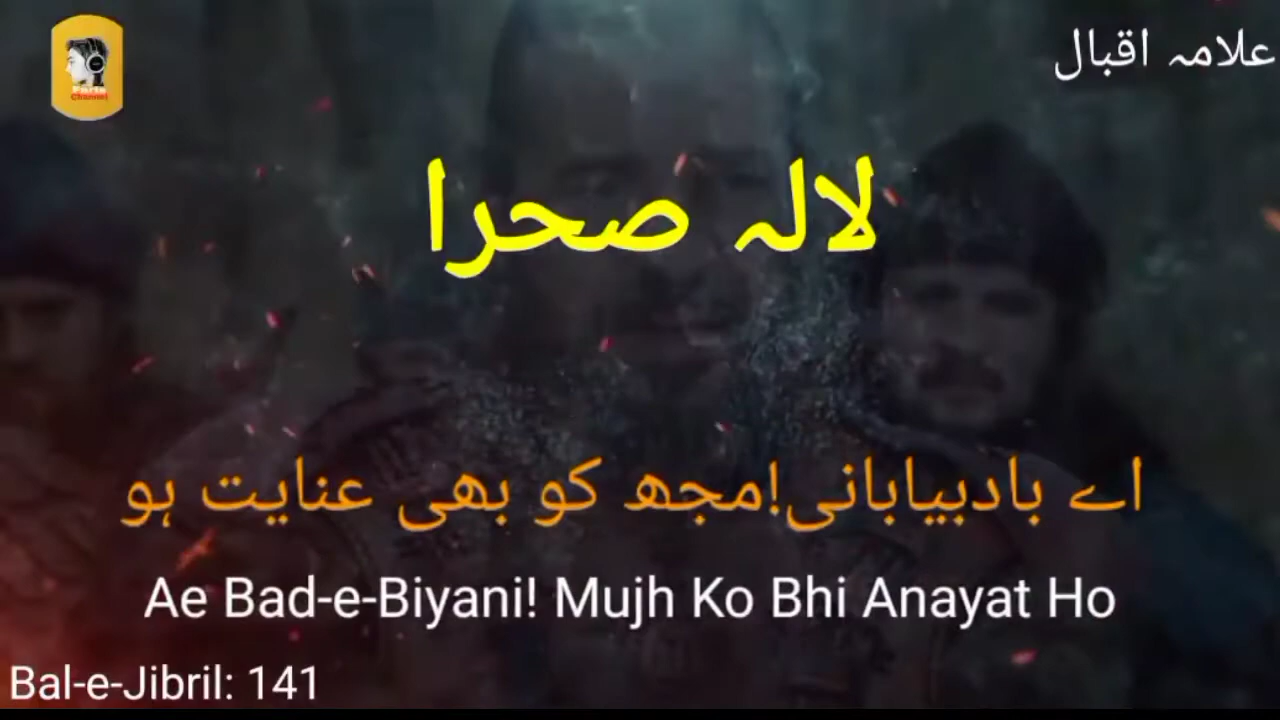 علامہ اقبال
لالہ صحرا
اے بادبیابانی!مجھ کو بھی عنایت ہو
Ae Bad-e-Biyani! Mujh Ko Bhi Anayat Ho
Bal-e-Jibril: 141